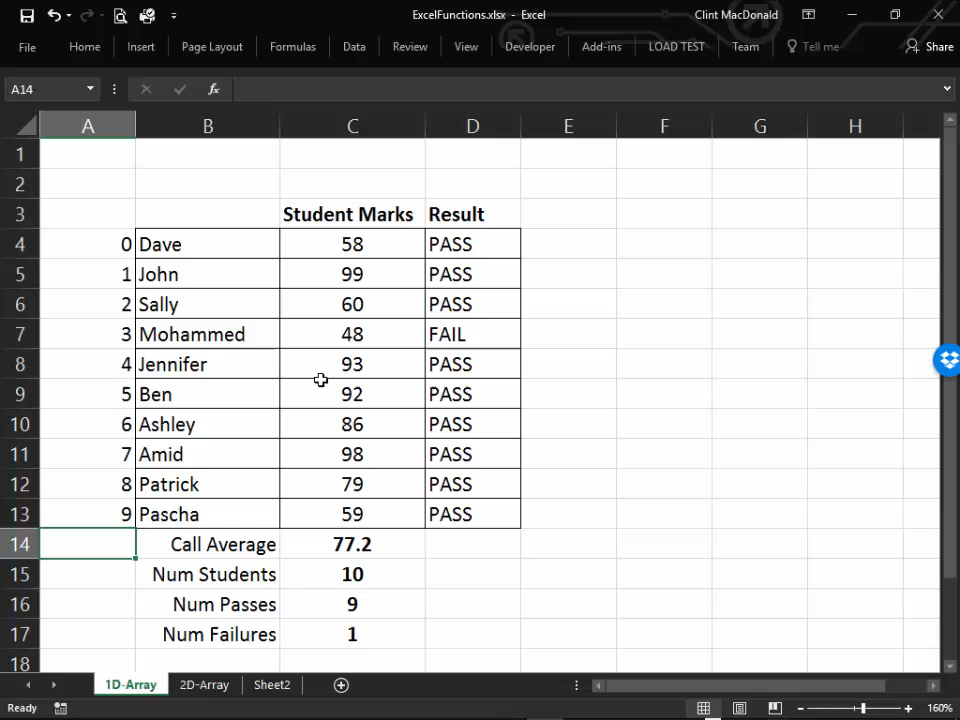 ExcelFunctions.xlsx - Excel
Clint MacDonald
File Home Insert Page Layout Formulas Data Review View Developer Add-ins LOAD TEST Team Tell me Share
A14 fx
A B C D E F G H
1
2
3 Student Marks Result
4 0 Dave 58 PASS
5 1 John 99 PASS
6 2 Sally 60 PASS
7 3 Mohammed 48 FAIL
8 4 Jennifer 93 PASS
9 5 Ben 92 PASS
10 6 Ashley 86 PASS
11 7 Amid 98 PASS
12 8 Patrick 79 PASS
13 9 Pascha 59 PASS
14 Call Average 77.2
15 Num Students 10
16 Num Passes 9
17 Num Failures 1
18
1D-Array 2D-Array Sheet2
Ready 160%